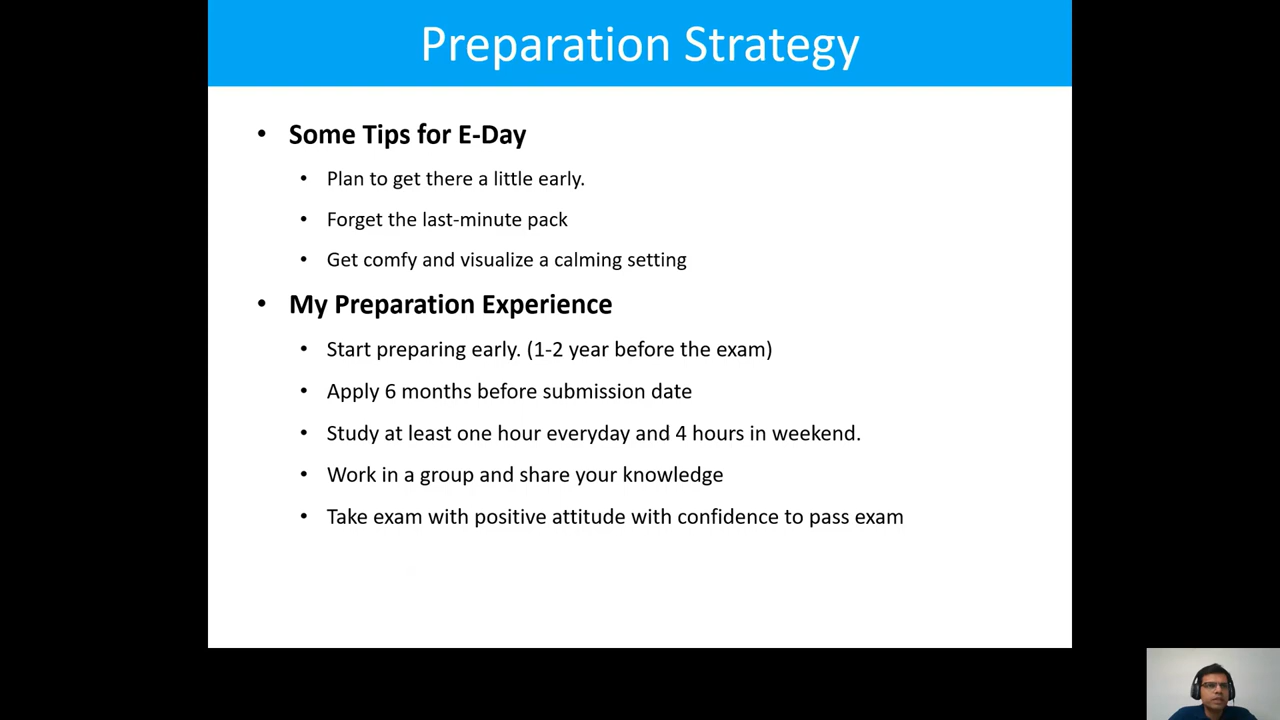 Preparation Strategy
• Some Tips for E-Day
• Plan to get there a little early.
• Forget the last-minute pack
• Get comfy and visualize a calming setting
• My Preparation Experience
• Start preparing early. (1-2 year before the exam)
• Apply 6 months before submission date
• Study at least one hour everyday and 4 hours in weekend.
• Work in a group and share your knowledge
• Take exam with positive attitude with confidence to pass exam